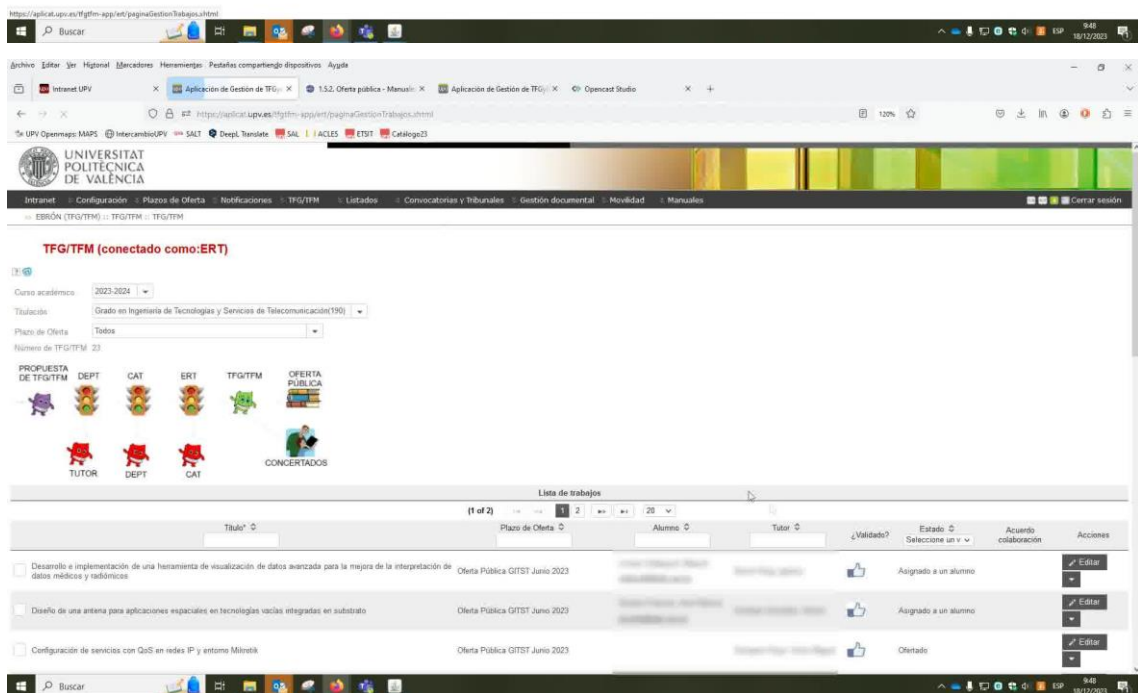 https://aplicat.upv.es/tfgtfm-app/ert/paginaGestionTrabajos.xhtml
Buscar
ESP
9:48
18/12/2023
Archivo Editar Ver Historial Marcadores Herramientas Pestañas compartiendo dispositivos Ayuda
Intranet UPV
Aplicación de Gestión de TFGy
1.5.2. Oferta pública - Manuale
Aplicación de Gestión de TFGy
Opencast Studio
https://aplicat.upv.es/tfgtfm-app/ert/paginaGestionTrabajos.xhtml
120%
UPV Openmaps: MAPS
IntercambioUPV
SALT
DeepL Translate
SAL
ACLES
ETSIT
Catálogo23
UNIVERSITAT
POLITÈCNICA
DE VALÈNCIA
Intranet Configuración Plazos de Oferta Notificaciones TFG/TFM Listados Convocatorias y Tribunales Gestión documental Movilidad Manuales
Cerrar sesión
EBRÓN (TFG/TFM) :: TFG/TFM :: TFG/TFM
TFG/TFM (conectado como:ERT)
Curso académico 2023-2024
Titulación Grado en Ingeniería de Tecnologías y Servicios de Telecomunicación(190)
Plazo de Oferta Todos
Número de TFG/TFM 23
PROPUESTA
DE TFG/TFM
DEPT
CAT
ERT
TFG/TFM
OFERTA
PÚBLICA
TUTOR
DEPT
CAT
CONCERTADOS
Lista de trabajos
(1 of 2) 1 2 20
Título* Plazo de Oferta Alumno Tutor ¿Validado? Estado Seleccione un v Acuerdo colaboración Acciones
Desarrollo e implementación de una herramienta de visualización de datos avanzada para la mejora de la interpretación de
datos médicos y radiómicos
Oferta Pública GITST Junio 2023
Asignado a un alumno
Editar
Diseño de una antena para aplicaciones espaciales en tecnologías vacías integradas en substrato
Oferta Pública GITST Junio 2023
Asignado a un alumno
Editar
Configuración de servicios con QoS en redes IP y entorno Mikrotik
Oferta Pública GITST Junio 2023
Ofertado
Editar
Buscar
ESP
9:48
18/12/2023